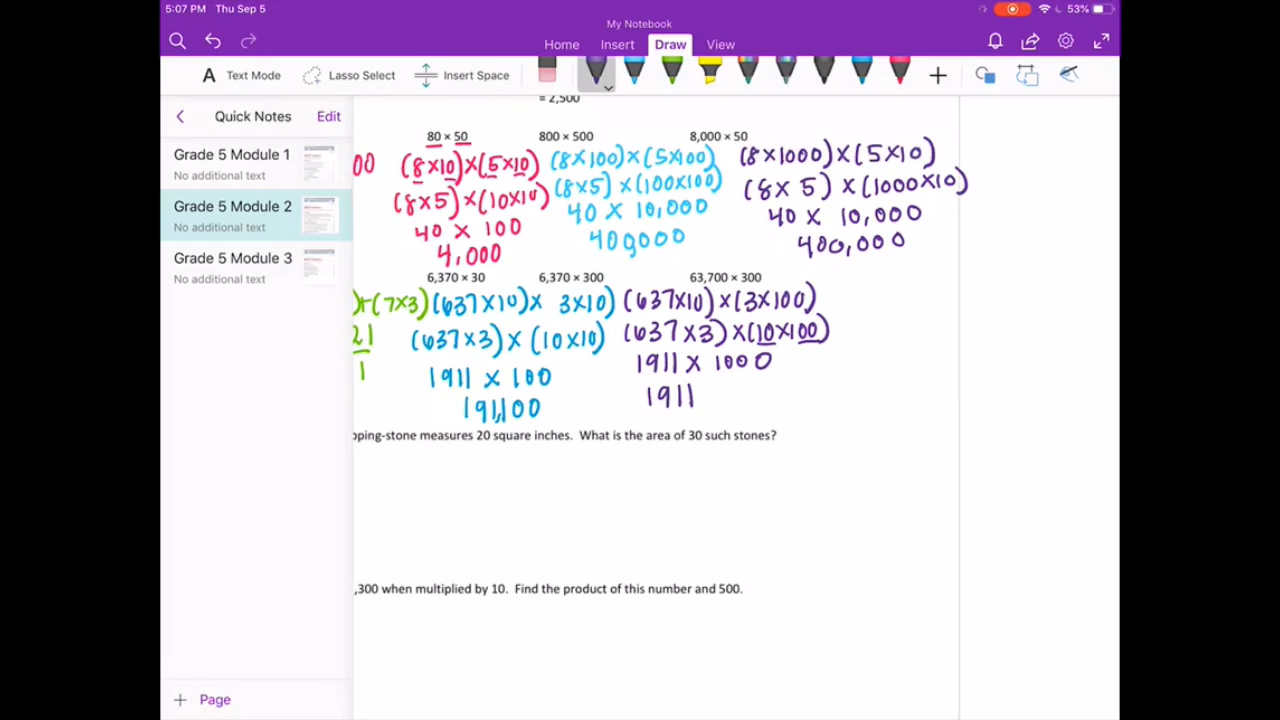 5:07 PM Thu Sep 5
53%
My Notebook
Home Insert Draw View
Text Mode Lasso Select Insert Space
Quick Notes Edit
Grade 5 Module 1
No additional text
Grade 5 Module 2
No additional text
Grade 5 Module 3
No additional text
+ Page
= 2,500
80 × 50 800 × 500 8,000 × 50
00 (8×10)×(5×10) (8×100)×(5×100) (8×1000)×(5×10)
(8×5)×(10×10) (8×5)×(100×100) (8×5)×(1000×10)
40 × 100 40 × 10,000 40 × 10,000
4,000 400,000 400,000
6,370 × 30 6,370 × 300 63,700 × 300
)+(7×3) (637×10)× 3×10) (637×10)×(3×100)
21 (637×3)×(10×10) (637×3)×(10×100)
1 1911 × 100 1911 × 1000
191,100 1911
pping-stone measures 20 square inches. What is the area of 30 such stones?
,300 when multiplied by 10. Find the product of this number and 500.